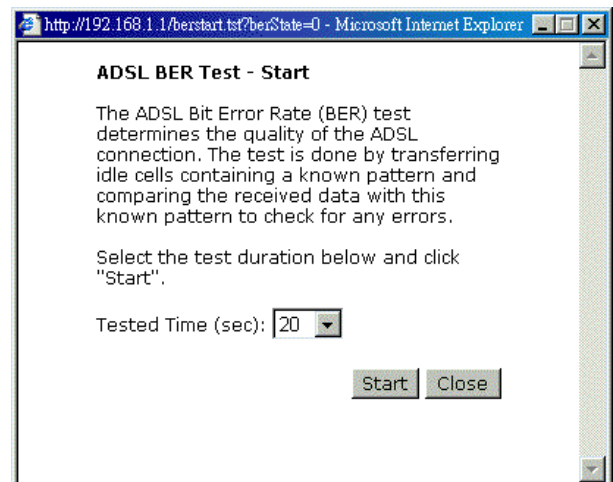 http://192.168.1.1/berstart.tst?berState=0 - Microsoft Internet Explorer
ADSL BER Test - Start
The ADSL Bit Error Rate (BER) test
determines the quality of the ADSL
connection. The test is done by transferring
idle cells containing a known pattern and
comparing the received data with this
known pattern to check for any errors.
Select the test duration below and click
"Start".
Tested Time (sec): 20
Start Close